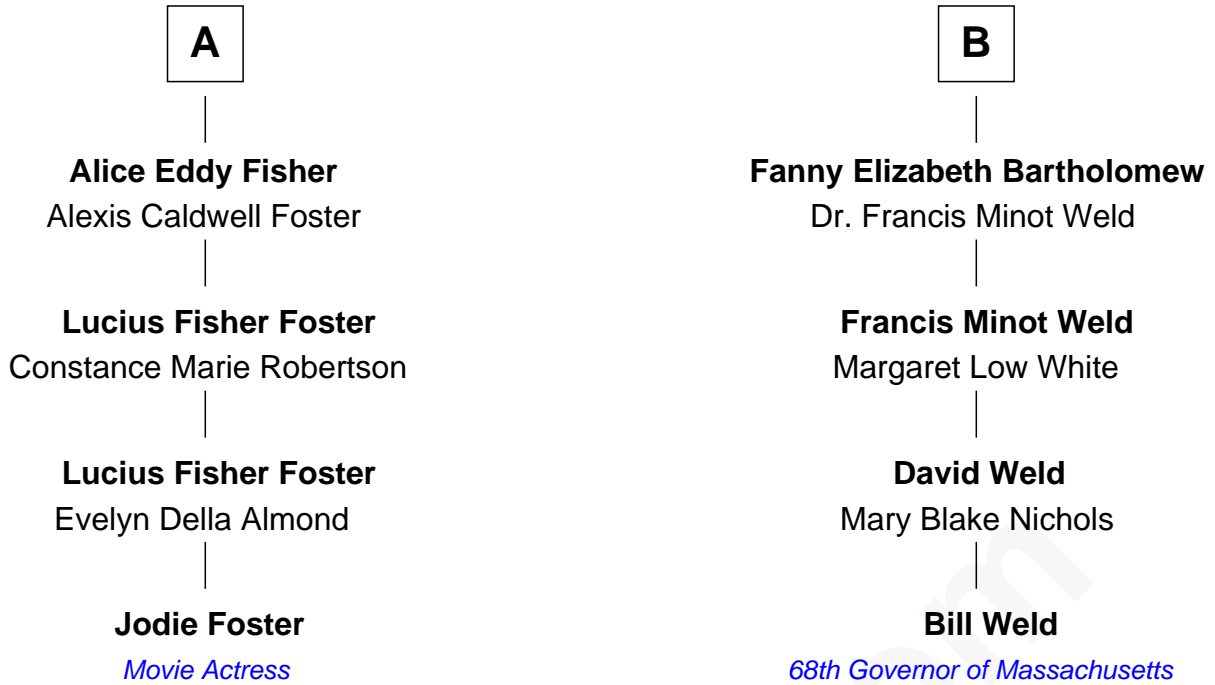 A
Alice Eddy Fisher
Alexis Caldwell Foster
Lucius Fisher Foster
Constance Marie Robertson
Lucius Fisher Foster
Evelyn Della Almond
Jodie Foster
Movie Actress
B
Fanny Elizabeth Bartholomew
Dr. Francis Minot Weld
Francis Minot Weld
Margaret Low White
David Weld
Mary Blake Nichols
Bill Weld
68th Governor of Massachusetts